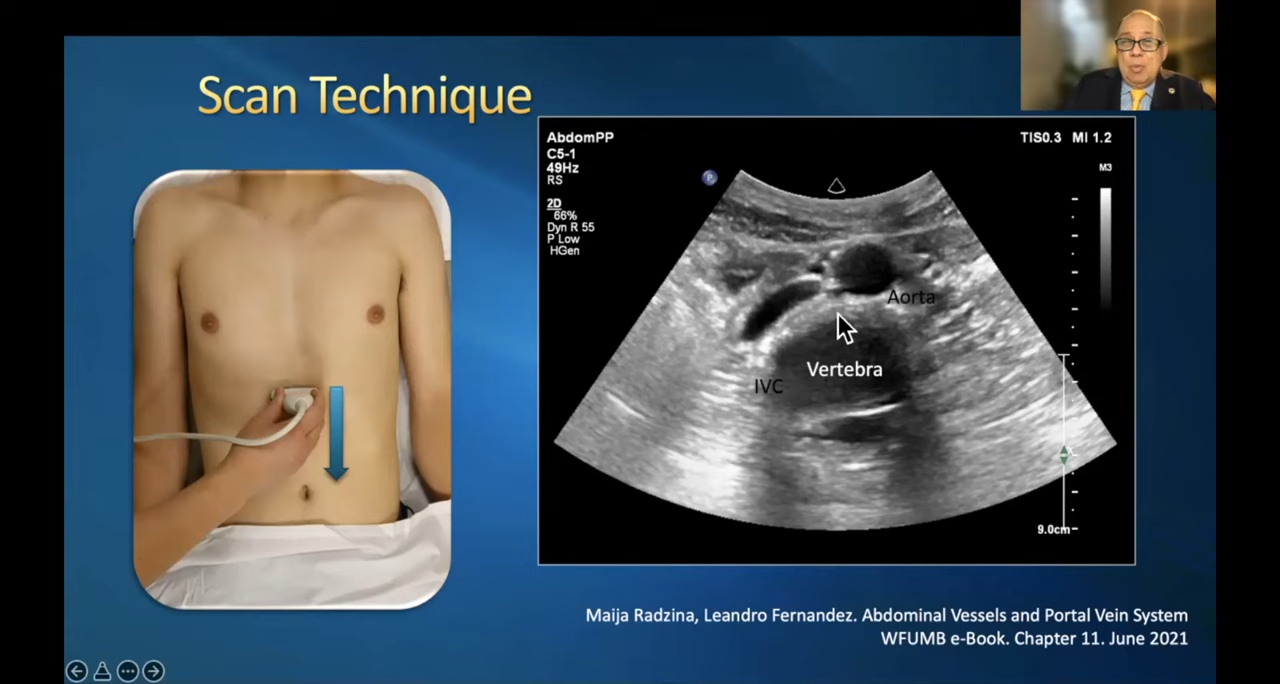 Scan Technique
AbdomPP
C5-1
49Hz
RS
2D
66%
Dyn R 55
P Low
HGen
P
TIS0.3 MI 1.2
M3
Aorta
Vertebra
IVC
9.0cm
Maija Radzina, Leandro Fernandez. Abdominal Vessels and Portal Vein System
WFUMB e-Book. Chapter 11. June 2021